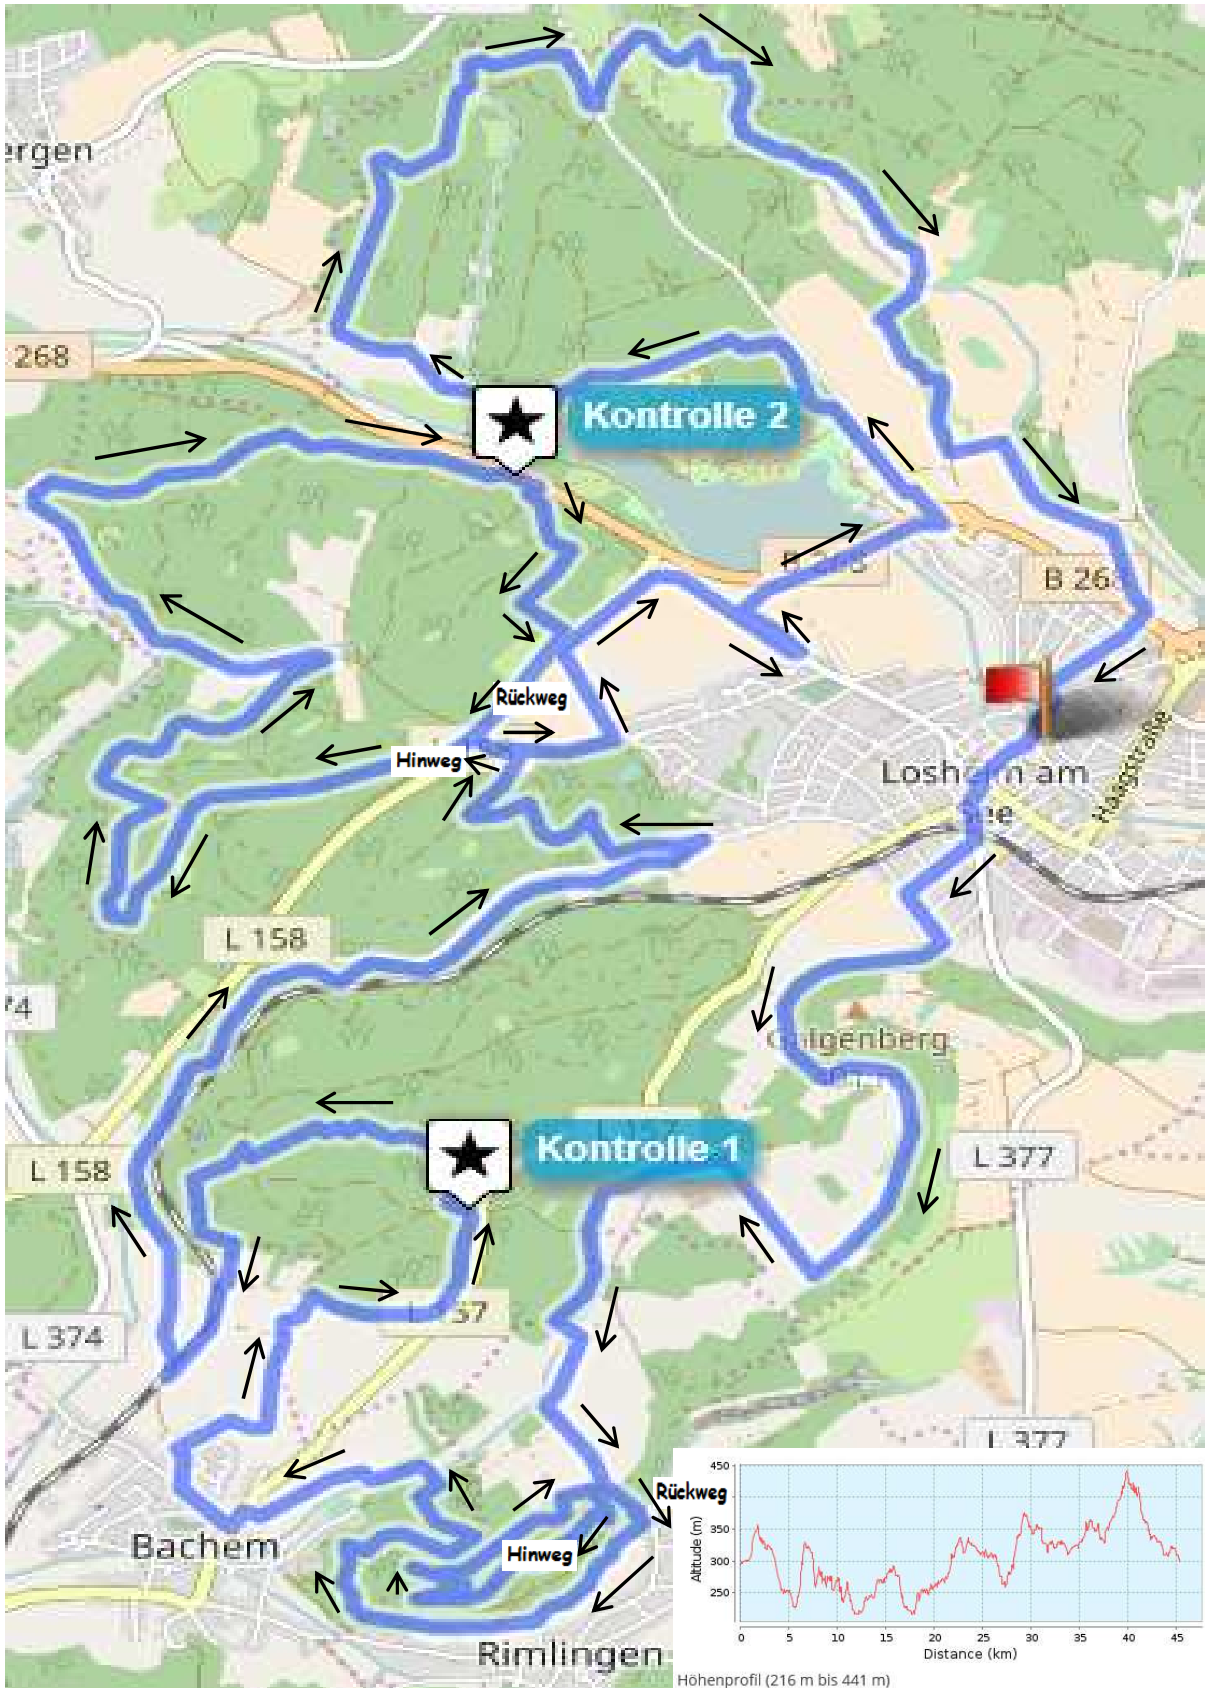 ergen
268
Kontrolle 2
B 268
B 26
Rückweg
Hinweg
Losheim am
See
Haagstraße
L 158
74
Galgenberg
Kontrolle 1
L 158
L 377
L 374
L 157
L 377
Rückweg
Hinweg
Bachem
Rimlingen
450
350
300
250
Altitude (m)
0 5 10 15 20 25 30 35 40 45
Distance (km)
Höhenprofil (216 m bis 441 m)